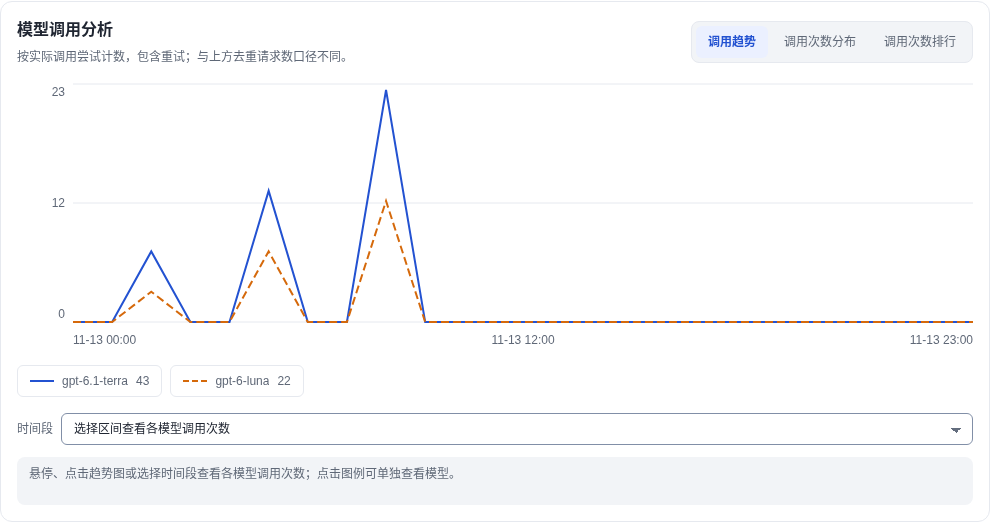 模型调用分析
按实际调用尝试计数，包含重试；与上方去重请求数口径不同。
调用趋势 调用次数分布 调用次数排行
23
12
0
11-13 00:00 11-13 12:00 11-13 23:00
gpt-6.1-terra 43 gpt-6-luna 22
时间段 选择区间查看各模型调用次数
悬停、点击趋势图或选择时间段查看各模型调用次数；点击图例可单独查看模型。